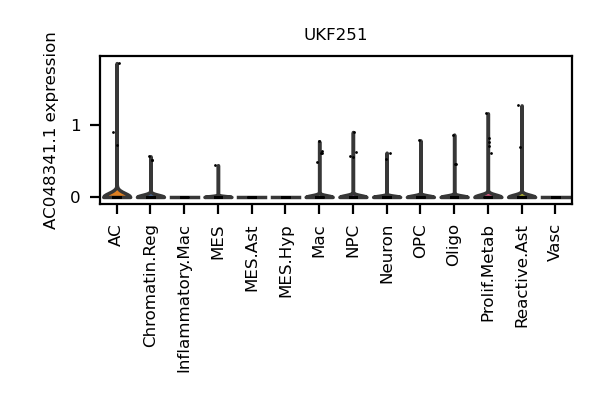 UKF251
AC048341.1 expression
1
0
AC
Chromatin.Reg
Inflammatory.Mac
MES
MES.Ast
MES.Hyp
Mac
NPC
Neuron
OPC
Oligo
Prolif.Metab
Reactive.Ast
Vasc